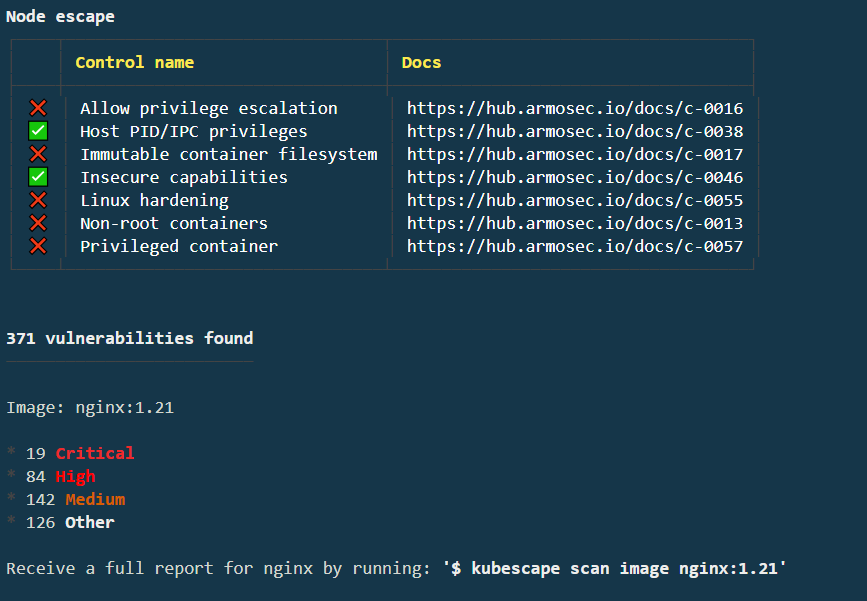 Node escape
Control name Docs
❌ Allow privilege escalation https://hub.armosec.io/docs/c-0016
✅ Host PID/IPC privileges https://hub.armosec.io/docs/c-0038
❌ Immutable container filesystem https://hub.armosec.io/docs/c-0017
✅ Insecure capabilities https://hub.armosec.io/docs/c-0046
❌ Linux hardening https://hub.armosec.io/docs/c-0055
❌ Non-root containers https://hub.armosec.io/docs/c-0013
❌ Privileged container https://hub.armosec.io/docs/c-0057
371 vulnerabilities found
Image: nginx:1.21
* 19 Critical
* 84 High
* 142 Medium
* 126 Other
Receive a full report for nginx by running: '$ kubescape scan image nginx:1.21'